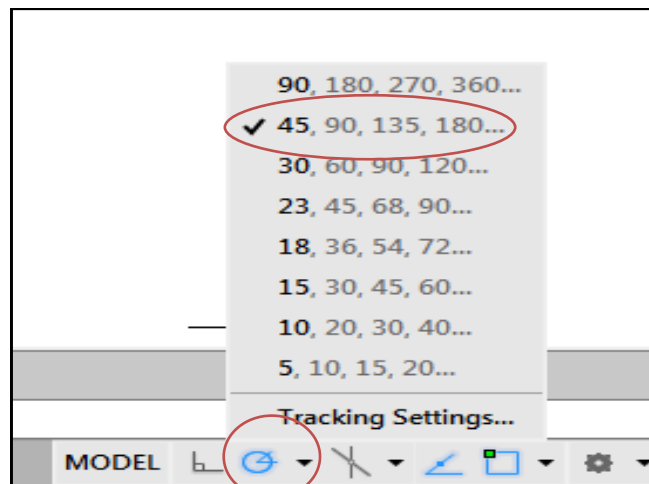 90, 180, 270, 360...
45, 90, 135, 180...
30, 60, 90, 120...
23, 45, 68, 90...
18, 36, 54, 72...
15, 30, 45, 60...
10, 20, 30, 40...
5, 10, 15, 20...
Tracking Settings...
MODEL